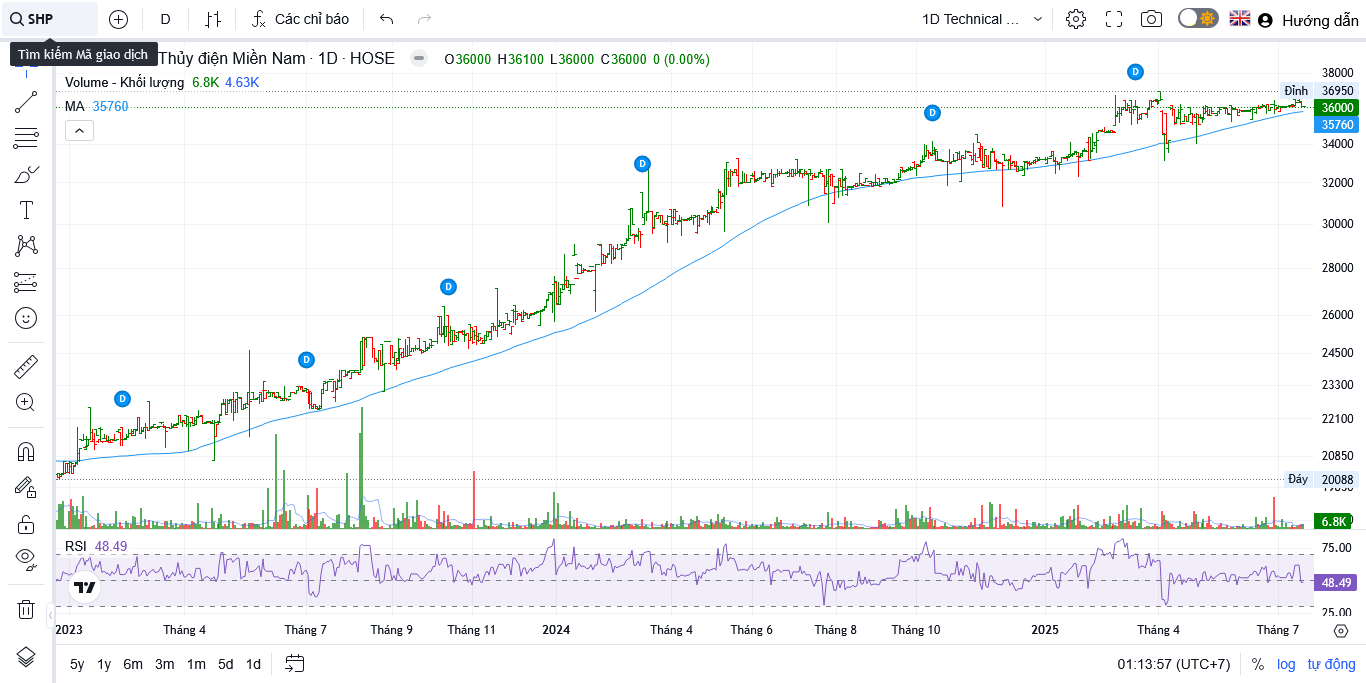 SHP D Các chỉ báo 1D Technical ... Hướng dẫn
Tìm kiếm Mã giao dịch
Thủy điện Miền Nam · 1D · HOSE O36000 H36100 L36000 C36000 0 (0.00%)
Volume - Khối lượng 6.8K 4.63K
MA 35760
D
D
D
D
D
D
38000
Đỉnh 36950
36000
35760
34000
32000
30000
28000
26000
24500
23300
22100
20850
Đáy 20088
6.8K
RSI 48.49
75.00
48.49
25.00
2023 Tháng 4 Tháng 7 Tháng 9 Tháng 11 2024 Tháng 4 Tháng 6 Tháng 8 Tháng 10 2025 Tháng 4 Tháng 7
5y 1y 6m 3m 1m 5d 1d 01:13:57 (UTC+7) % log tự động